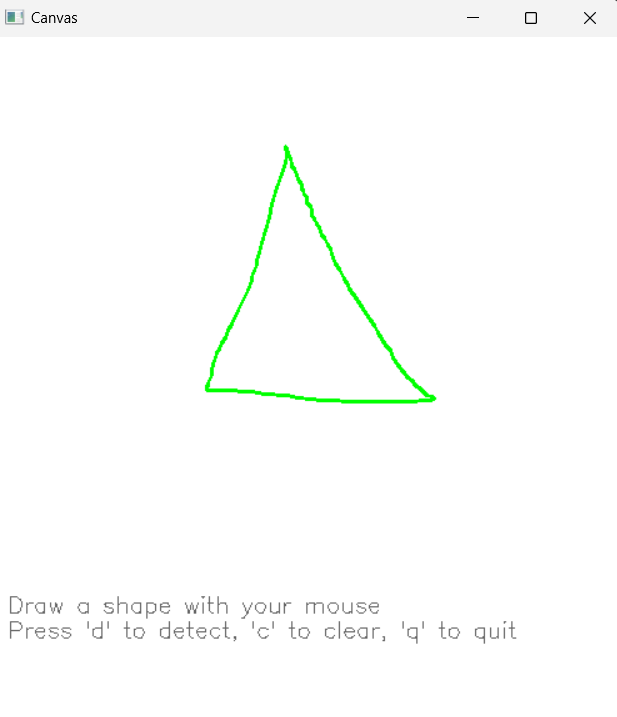 Canvas
Draw a shape with your mouse
Press 'd' to detect, 'c' to clear, 'q' to quit